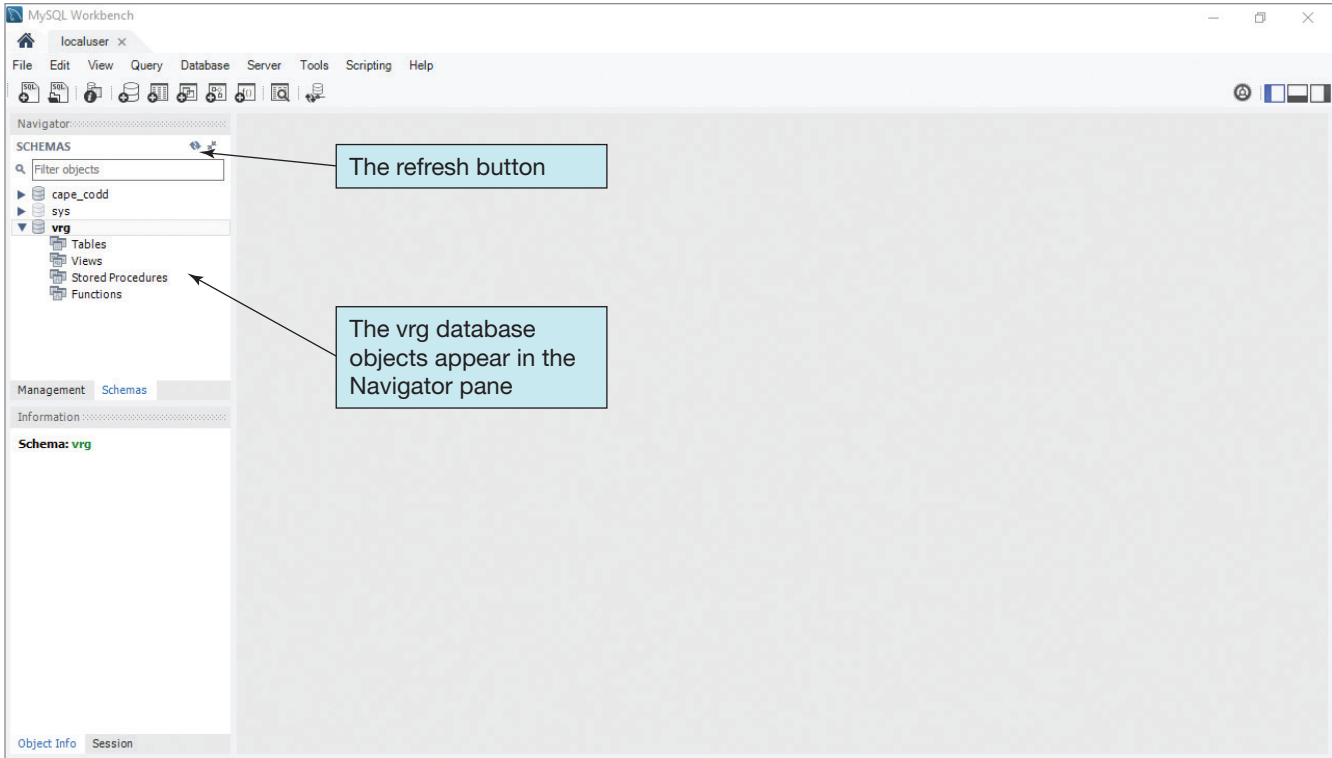 MySQL Workbench
localuser
File Edit View Query Database Server Tools Scripting Help
SQL SQL
Navigator
SCHEMAS
The refresh button
Filter objects
cape_codd
sys
vrg
Tables
Views
Stored Procedures
Functions
The vrg database
objects appear in the
Navigator pane
Management Schemas
Information
Schema: vrg
Object Info Session